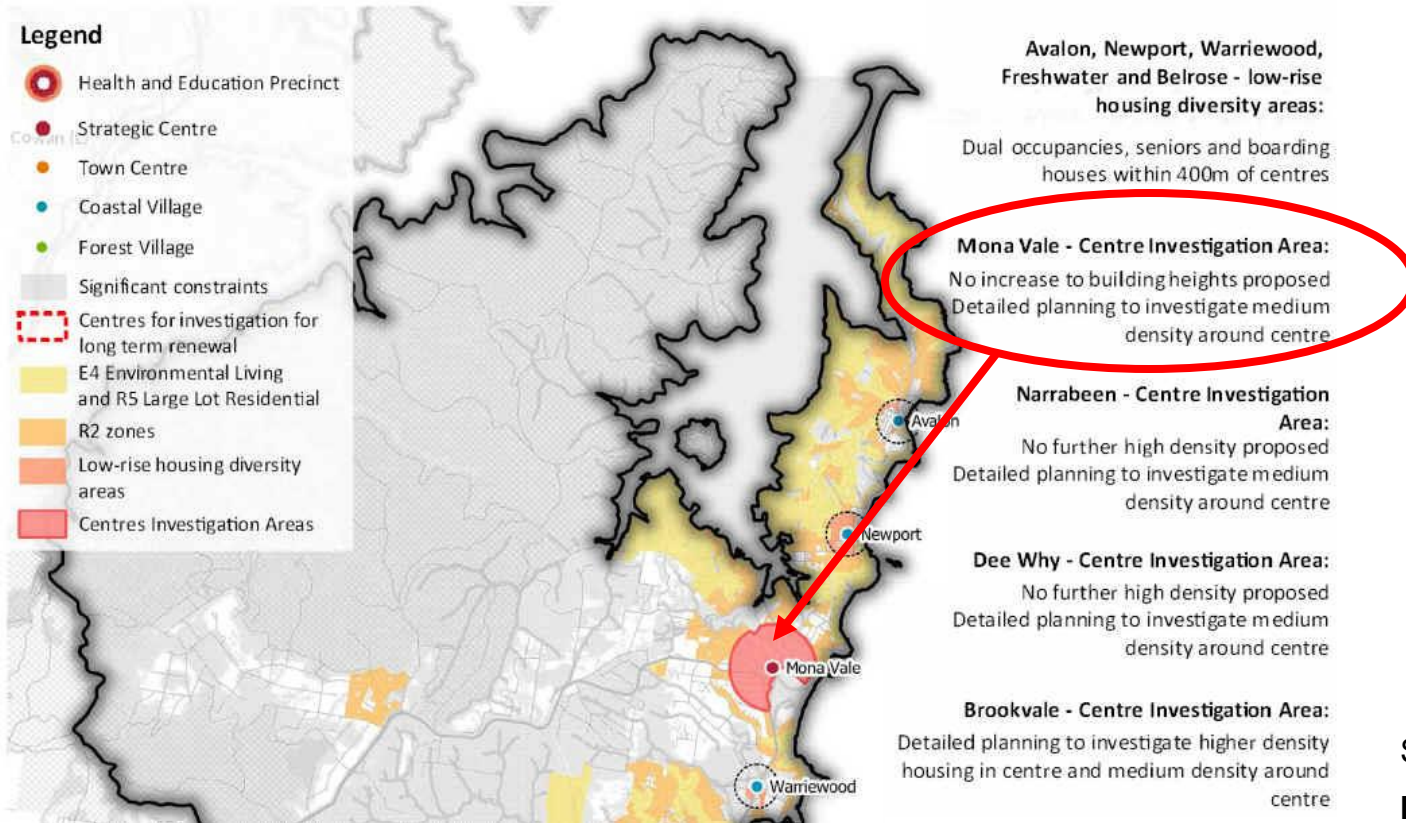 Legend
Health and Education Precinct
Strategic Centre
Town Centre
Coastal Village
Forest Village
Significant constraints
Centres for investigation for
long term renewal
E4 Environmental Living
and R5 Large Lot Residential
R2 zones
Low-rise housing diversity
areas
Centres Investigation Areas
Avalon
Newport
Mona Vale
Warriewood
Avalon, Newport, Warriewood,
Freshwater and Belrose - low-rise
housing diversity areas:
Dual occupancies, seniors and boarding
houses within 400m of centres
Mona Vale - Centre Investigation Area:
No increase to building heights proposed
Detailed planning to investigate medium
density around centre
Narrabeen - Centre Investigation
Area:
No further high density proposed
Detailed planning to investigate medium
density around centre
Dee Why - Centre Investigation Area:
No further high density proposed
Detailed planning to investigate medium
density around centre
Brookvale - Centre Investigation Area:
Detailed planning to investigate higher density
housing in centre and medium density around
centre